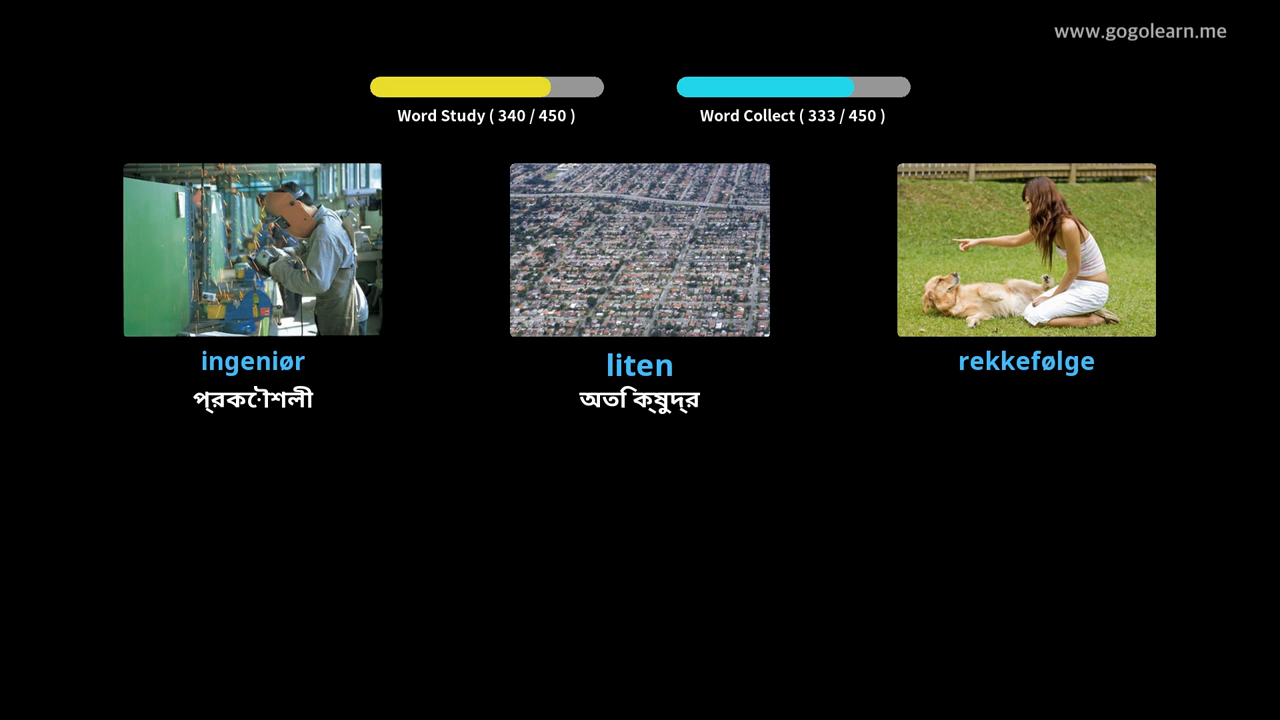 www.gogolearn.me
Word Study ( 340 / 450 )
Word Collect ( 333 / 450 )
ingeniør
liten
rekkefølge
প্রকৌশলী
অতি ক্ষুদ্র